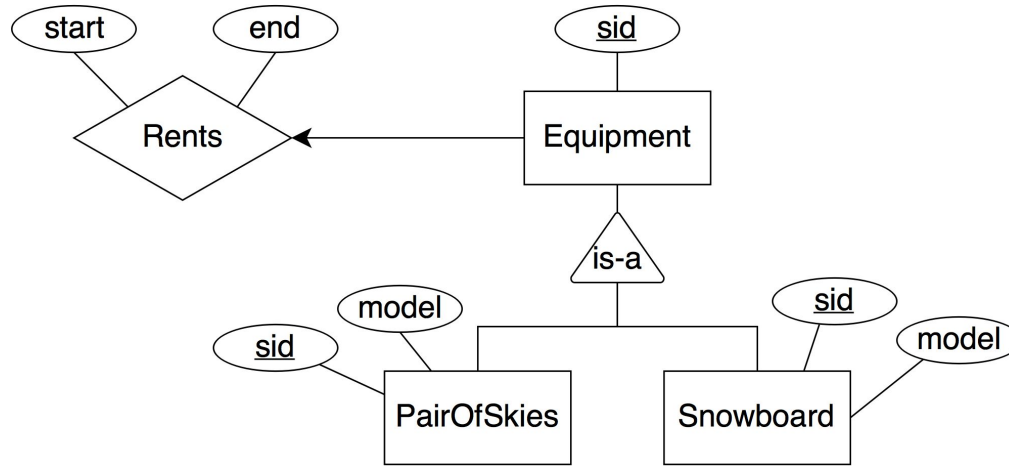 start
end
sid
Rents
Equipment
is-a
sid
model
sid
model
PairOfSkies
Snowboard